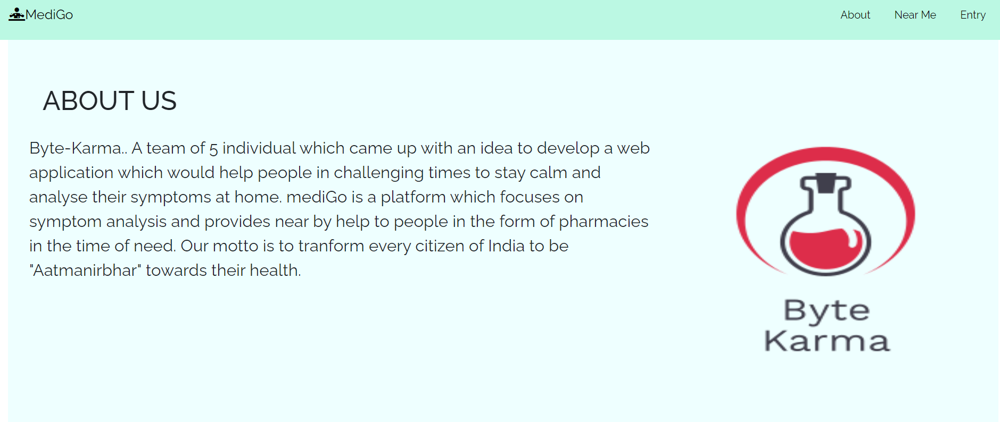 MediGo
About Near Me Entry
ABOUT US
Byte-Karma.. A team of 5 individual which came up with an idea to develop a web
application which would help people in challenging times to stay calm and
analyse their symptoms at home. mediGo is a platform which focuses on
symptom analysis and provides near by help to people in the form of pharmacies
in the time of need. Our motto is to tranform every citizen of India to be
"Aatmanirbhar" towards their health.
Byte
Karma